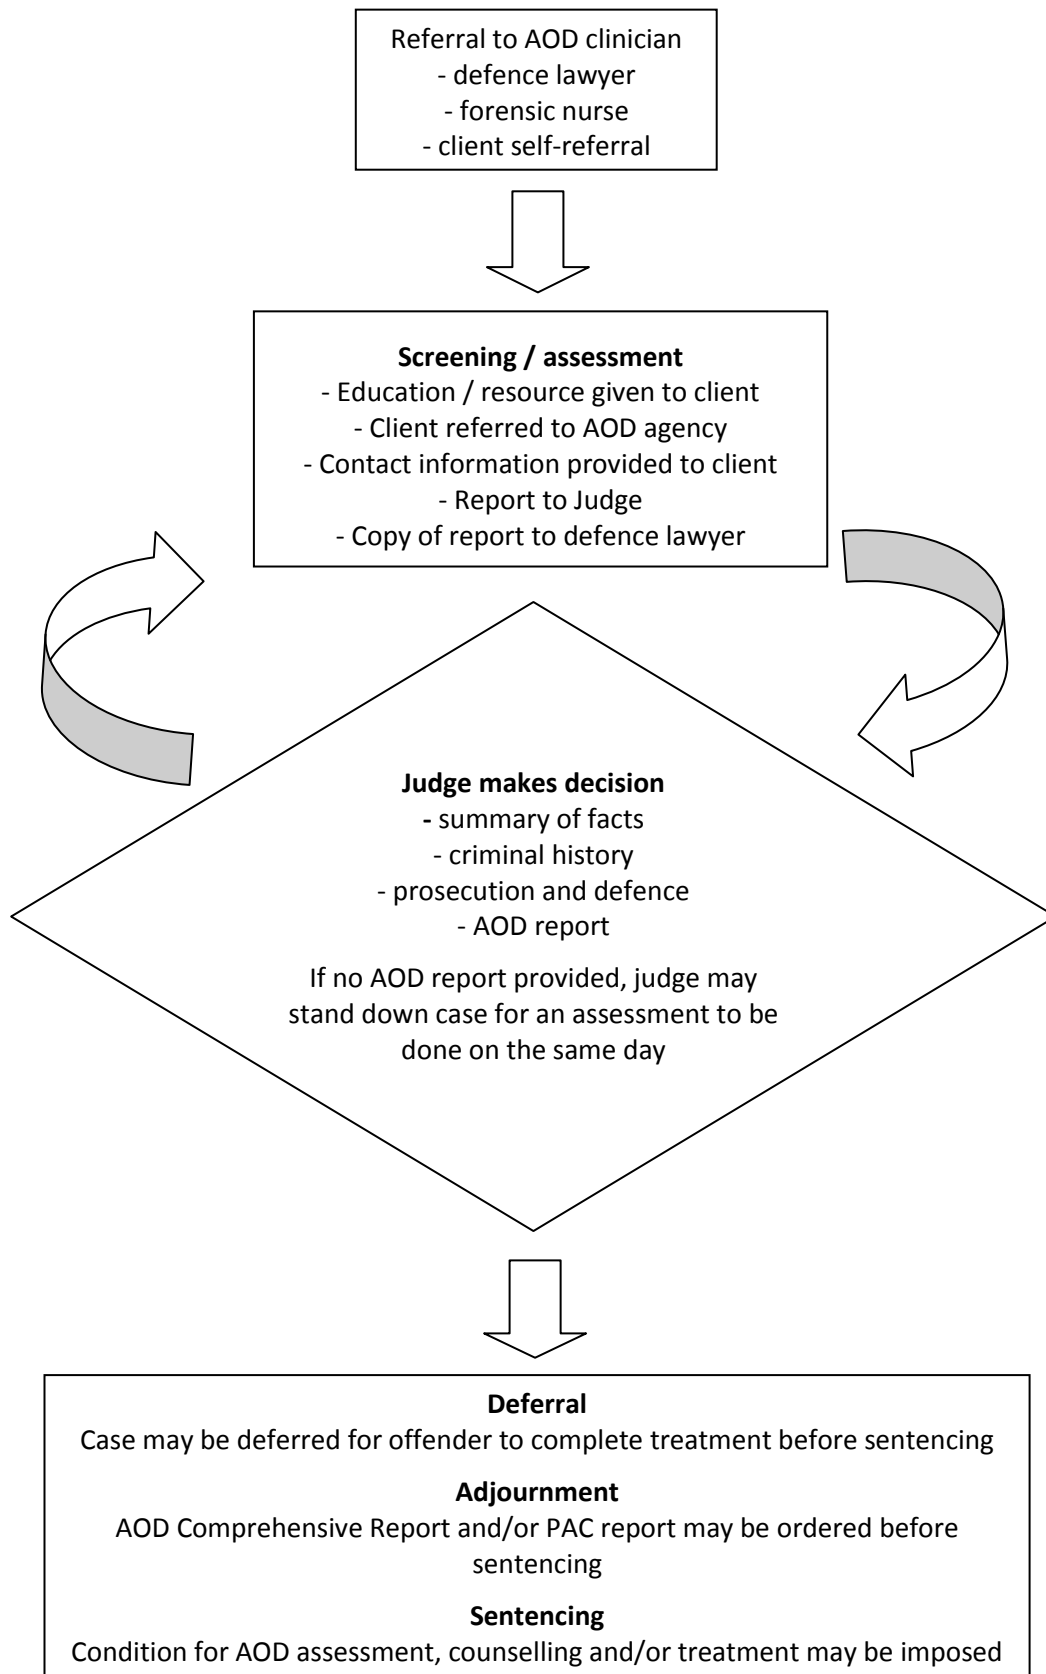 Referral to AOD clinician
- defence lawyer
- forensic nurse
- client self-referral
Screening / assessment
- Education / resource given to client
- Client referred to AOD agency
- Contact information provided to client
- Report to Judge
- Copy of report to defence lawyer
Judge makes decision
- summary of facts
- criminal history
- prosecution and defence
- AOD report
If no AOD report provided, judge may
stand down case for an assessment to be
done on the same day
Deferral
Case may be deferred for offender to complete treatment before sentencing
Adjournment
AOD Comprehensive Report and/or PAC report may be ordered before
sentencing
Sentencing
Condition for AOD assessment, counselling and/or treatment may be imposed